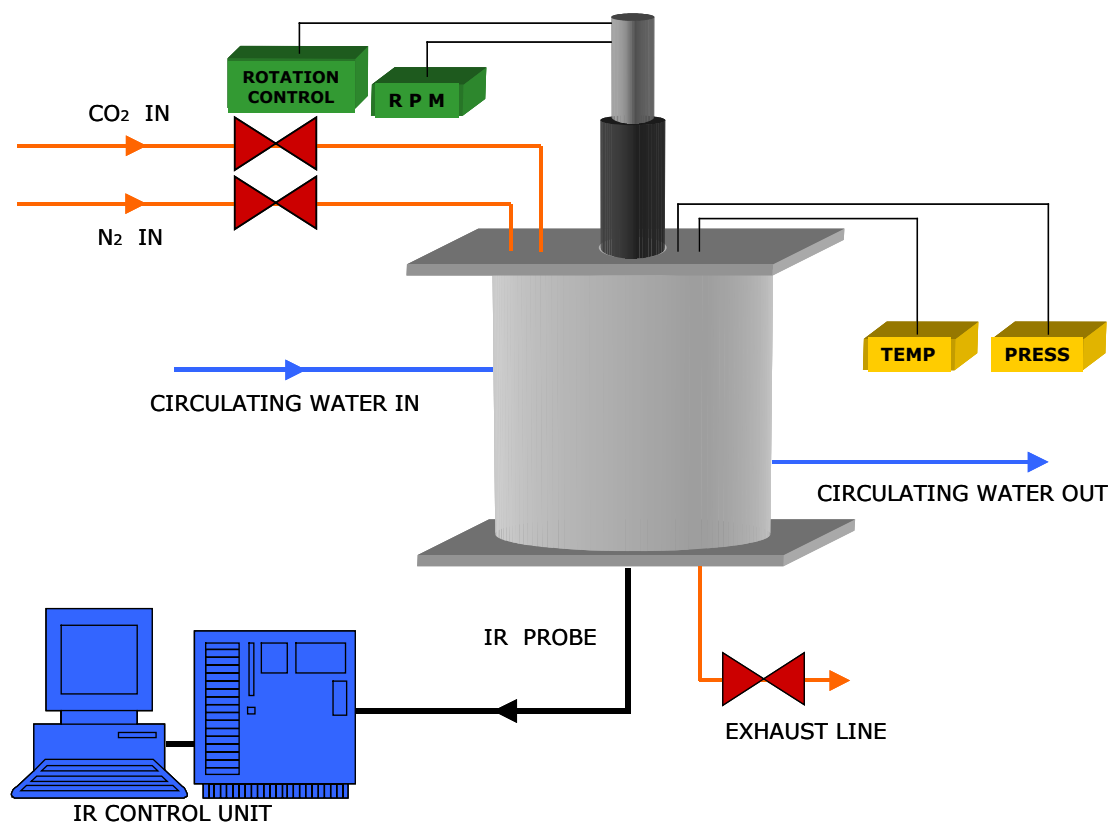 ROTATION
CONTROL
R P M
CO₂ IN
N₂ IN
TEMP
PRESS
CIRCULATING WATER IN
CIRCULATING WATER OUT
IR PROBE
EXHAUST LINE
IR CONTROL UNIT